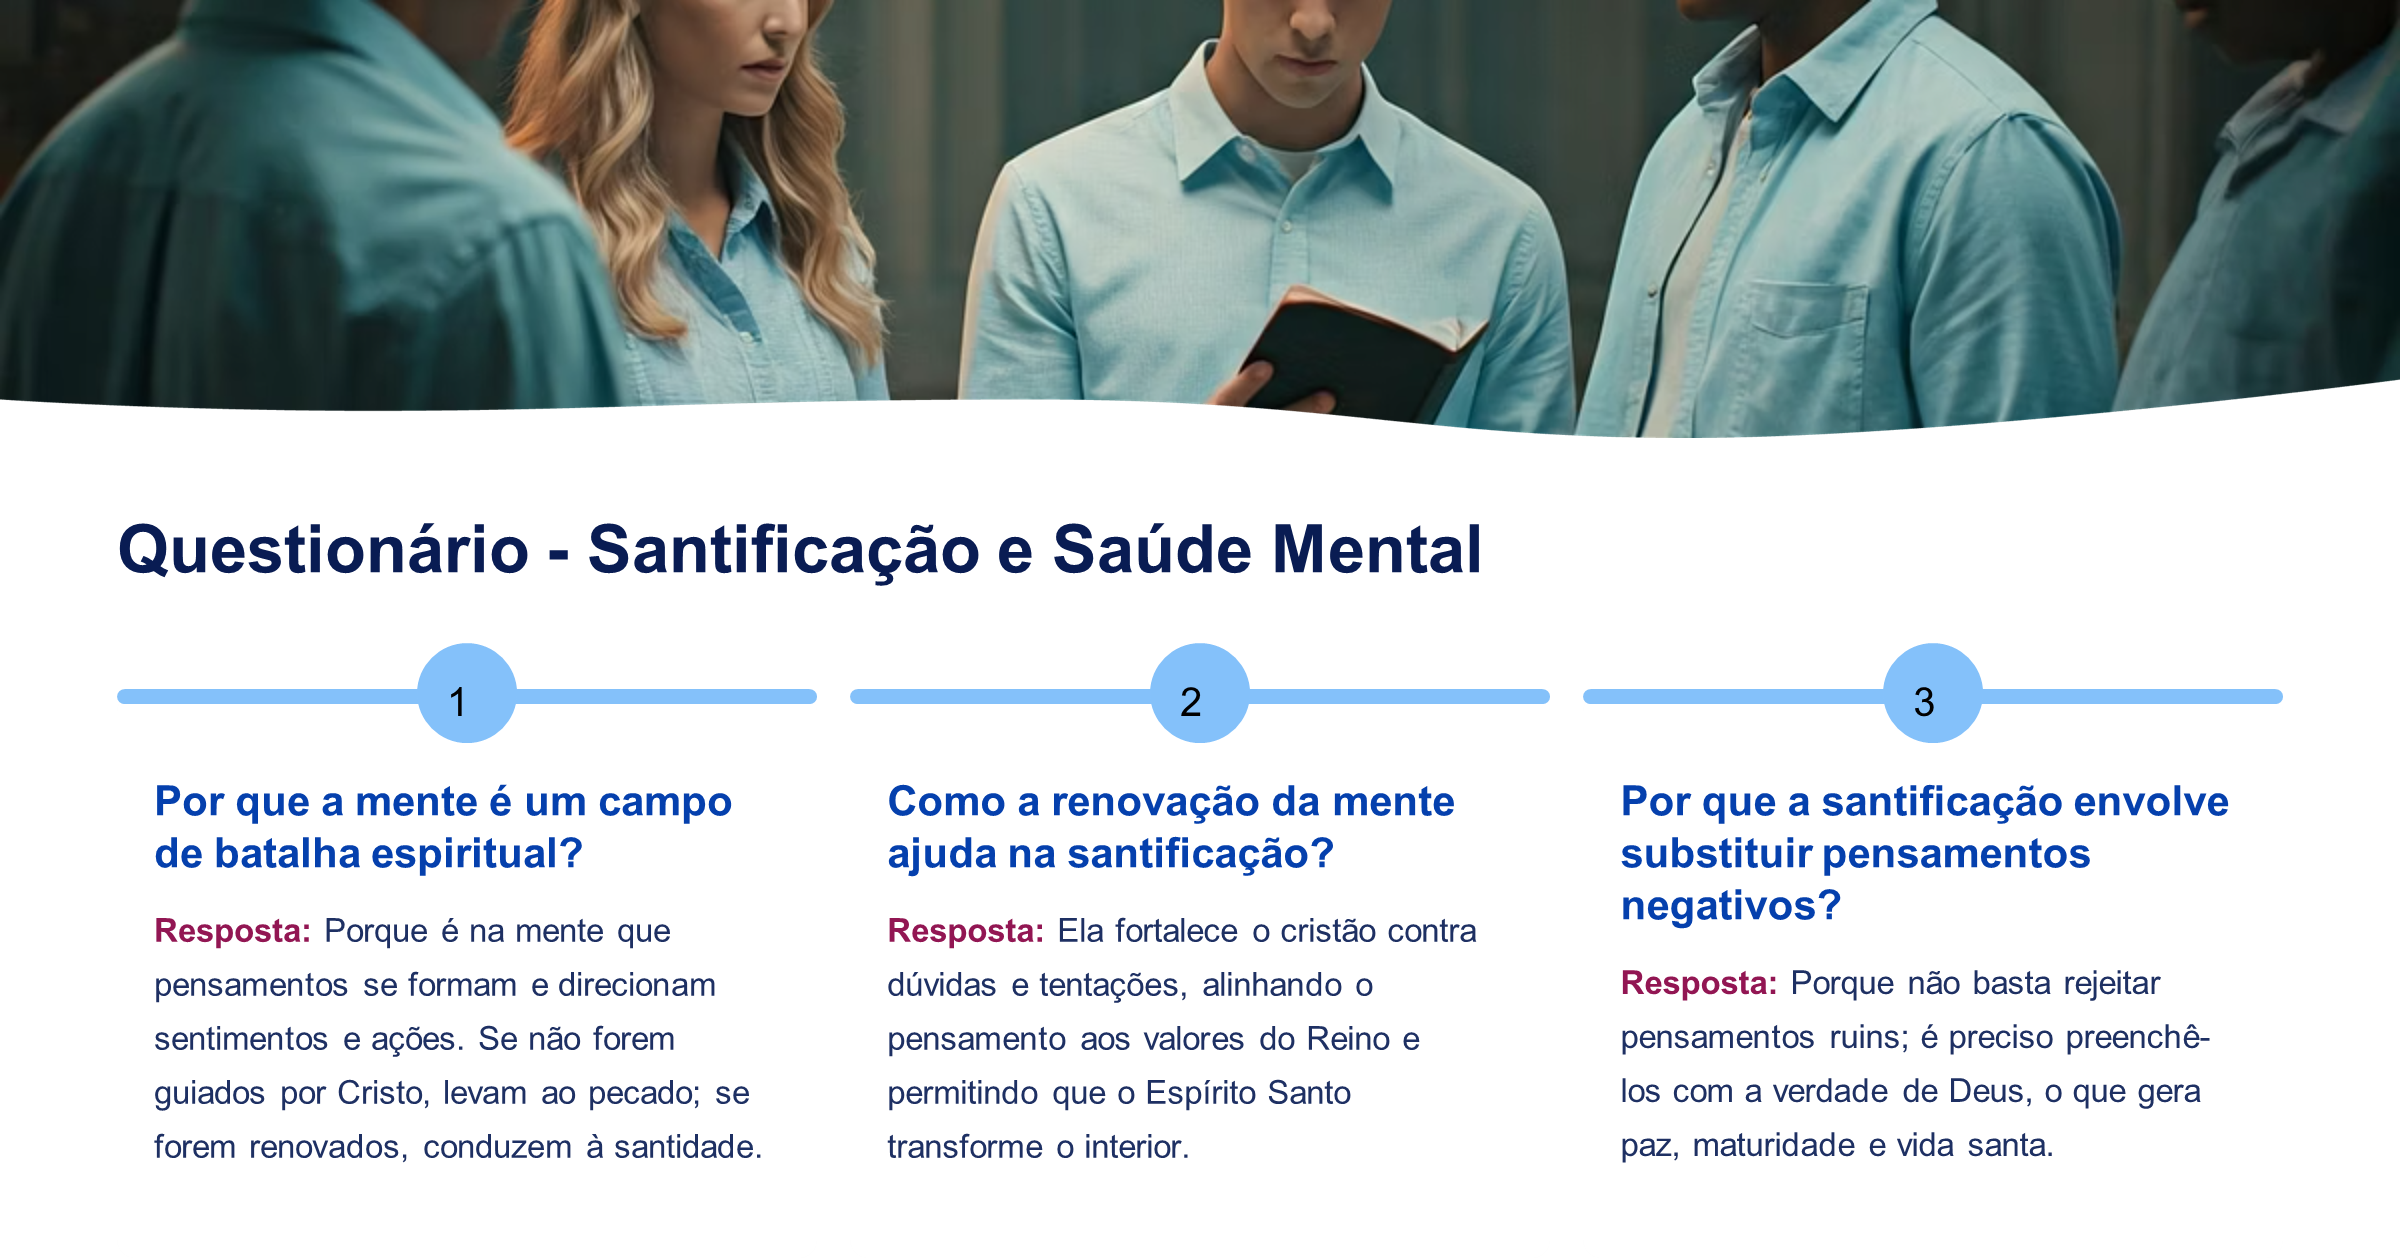 Questionário - Santificação e Saúde Mental
1
Por que a mente é um campo
de batalha espiritual?
Resposta: Porque é na mente que
pensamentos se formam e direcionam
sentimentos e ações. Se não forem
guiados por Cristo, levam ao pecado; se
forem renovados, conduzem à santidade.
2
Como a renovação da mente
ajuda na santificação?
Resposta: Ela fortalece o cristão contra
dúvidas e tentações, alinhando o
pensamento aos valores do Reino e
permitindo que o Espírito Santo
transforme o interior.
3
Por que a santificação envolve
substituir pensamentos
negativos?
Resposta: Porque não basta rejeitar
pensamentos ruins; é preciso preenchê-
los com a verdade de Deus, o que gera
paz, maturidade e vida santa.